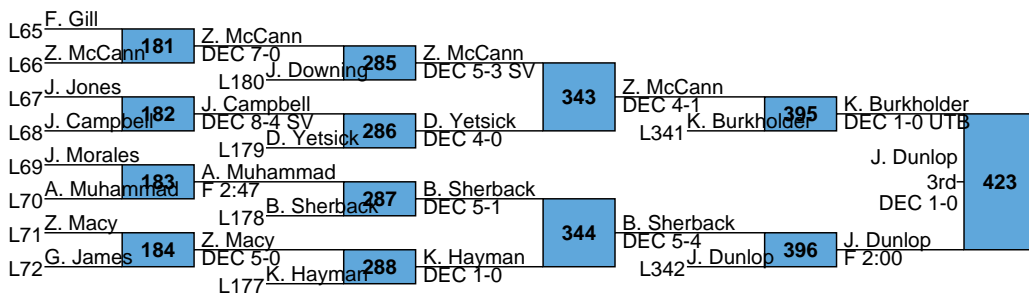 F. Gill
L65
181
Z. McCann
DEC 7-0
Z. McCann
L66
J. Downing
L180
285
Z. McCann
DEC 5-3 SV
J. Jones
L67
182
J. Campbell
DEC 8-4 SV
J. Campbell
L68
D. Yetsick
L179
286
D. Yetsick
DEC 4-0
343
Z. McCann
DEC 4-1
K. Burkholder
L341
395
K. Burkholder
DEC 1-0 UTB
J. Morales
L69
183
A. Muhammad
F 2:47
A. Muhammad
L70
B. Sherback
L178
287
B. Sherback
DEC 5-1
Z. Macy
L71
184
Z. Macy
DEC 5-0
G. James
L72
K. Hayman
L177
288
K. Hayman
DEC 1-0
344
B. Sherback
DEC 5-4
J. Dunlop
L342
396
J. Dunlop
F 2:00
J. Dunlop
3rd
DEC 1-0
423